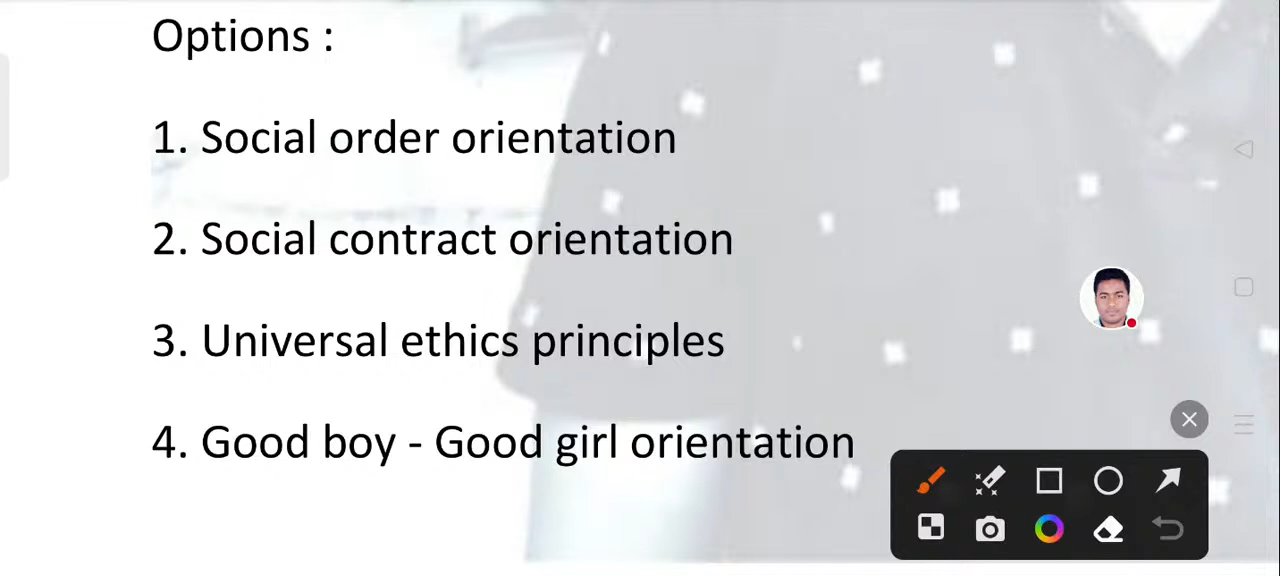 Options :
1. Social order orientation
2. Social contract orientation
3. Universal ethics principles
4. Good boy - Good girl orientation